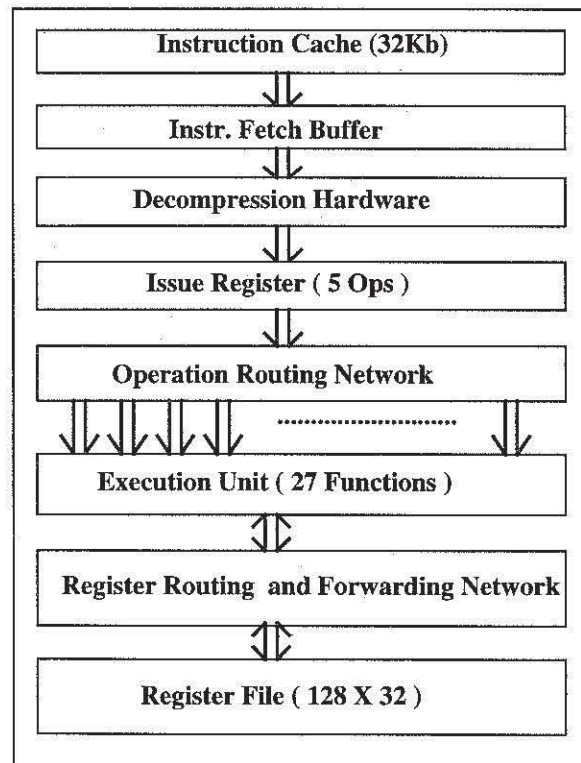 Instruction Cache (32Kb)
Instr. Fetch Buffer
Decompression Hardware
Issue Register ( 5 Ops )
Operation Routing Network
Execution Unit ( 27 Functions )
Register Routing and Forwarding Network
Register File ( 128 X 32 )